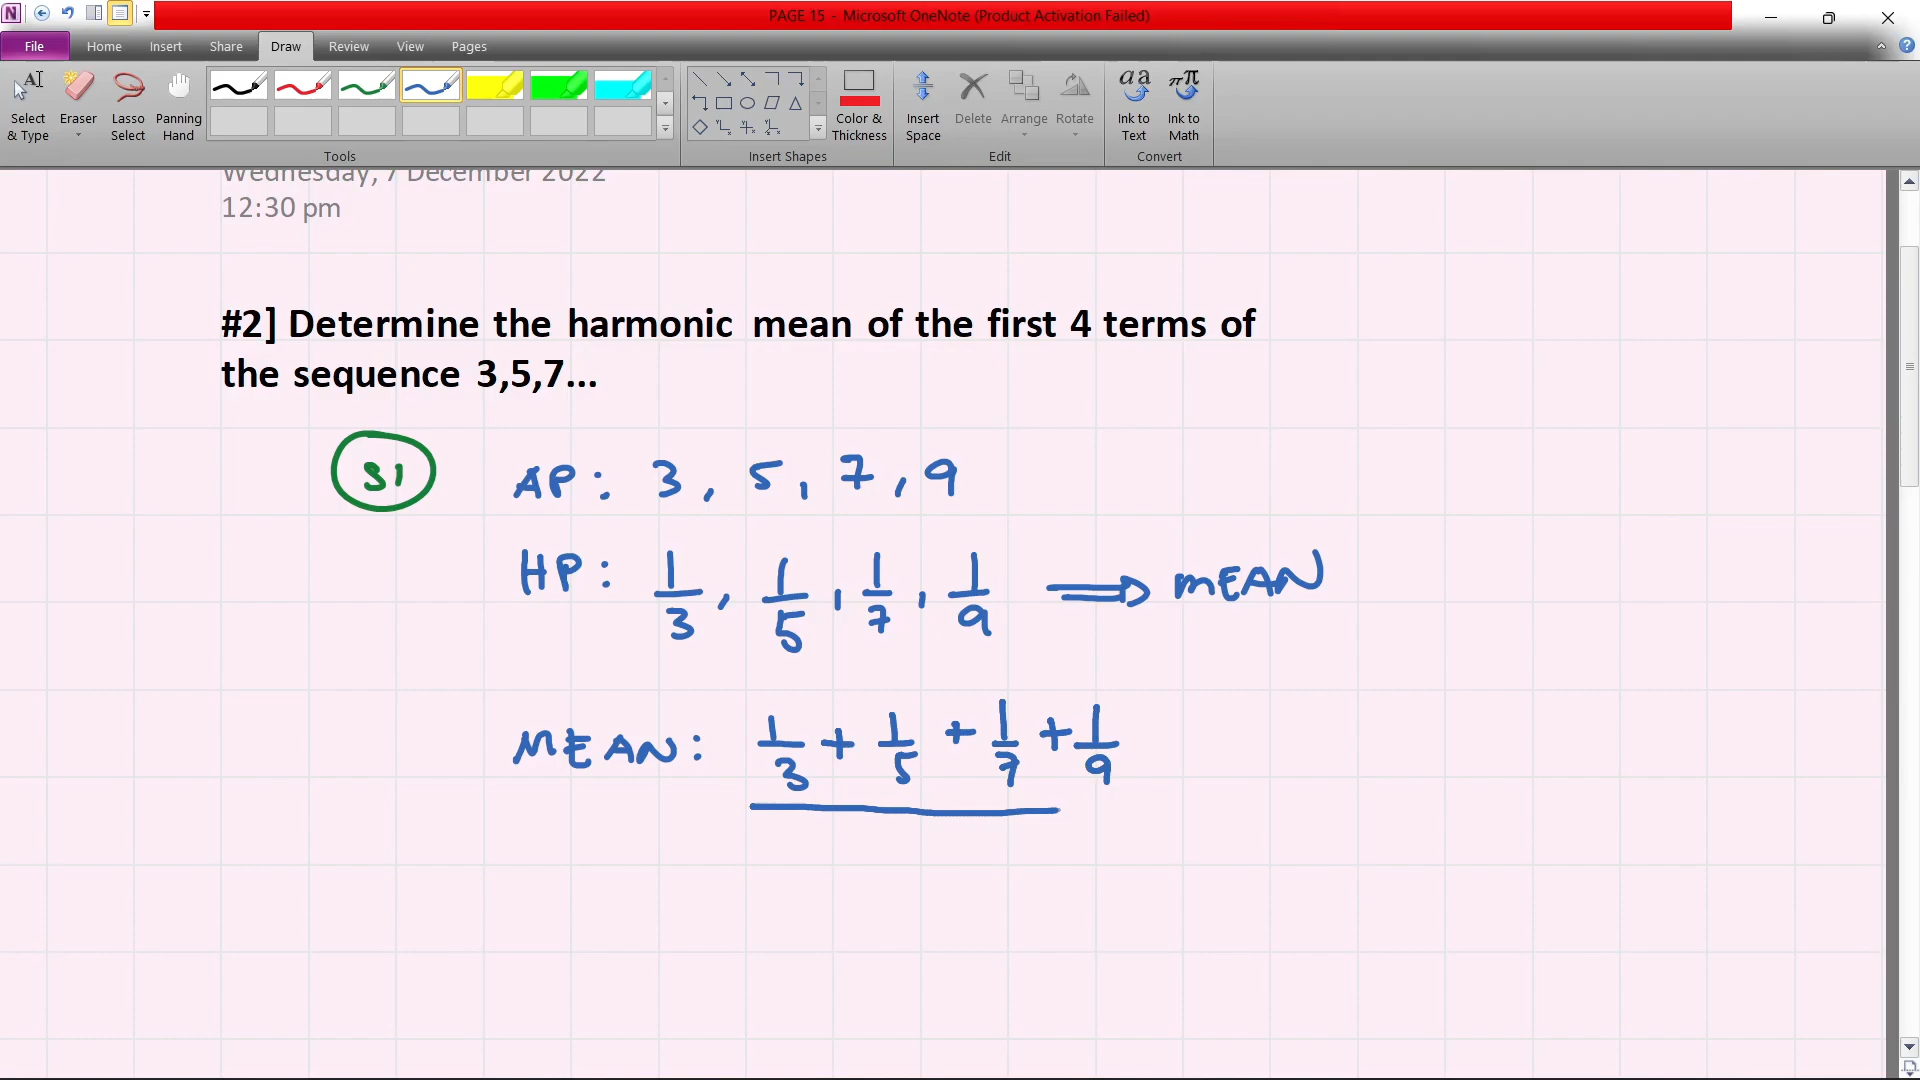 PAGE 15 - Microsoft OneNote (Product Activation Failed)
File Home Insert Share Draw Review View Pages
Select & Type
Eraser
Lasso Select
Panning Hand
Tools
Insert Shapes
Color & Thickness
Insert Space
Delete
Arrange
Rotate
Edit
Ink to Text
Ink to Math
Convert
Wednesday, 7 December 2022
12:30 pm
#2] Determine the harmonic mean of the first 4 terms of
the sequence 3,5,7...
S1 AP: 3, 5, 7, 9
HP: 1/3, 1/5, 1/7, 1/9 ⇒ MEAN
MEAN: 1/3 + 1/5 + 1/7 + 1/9